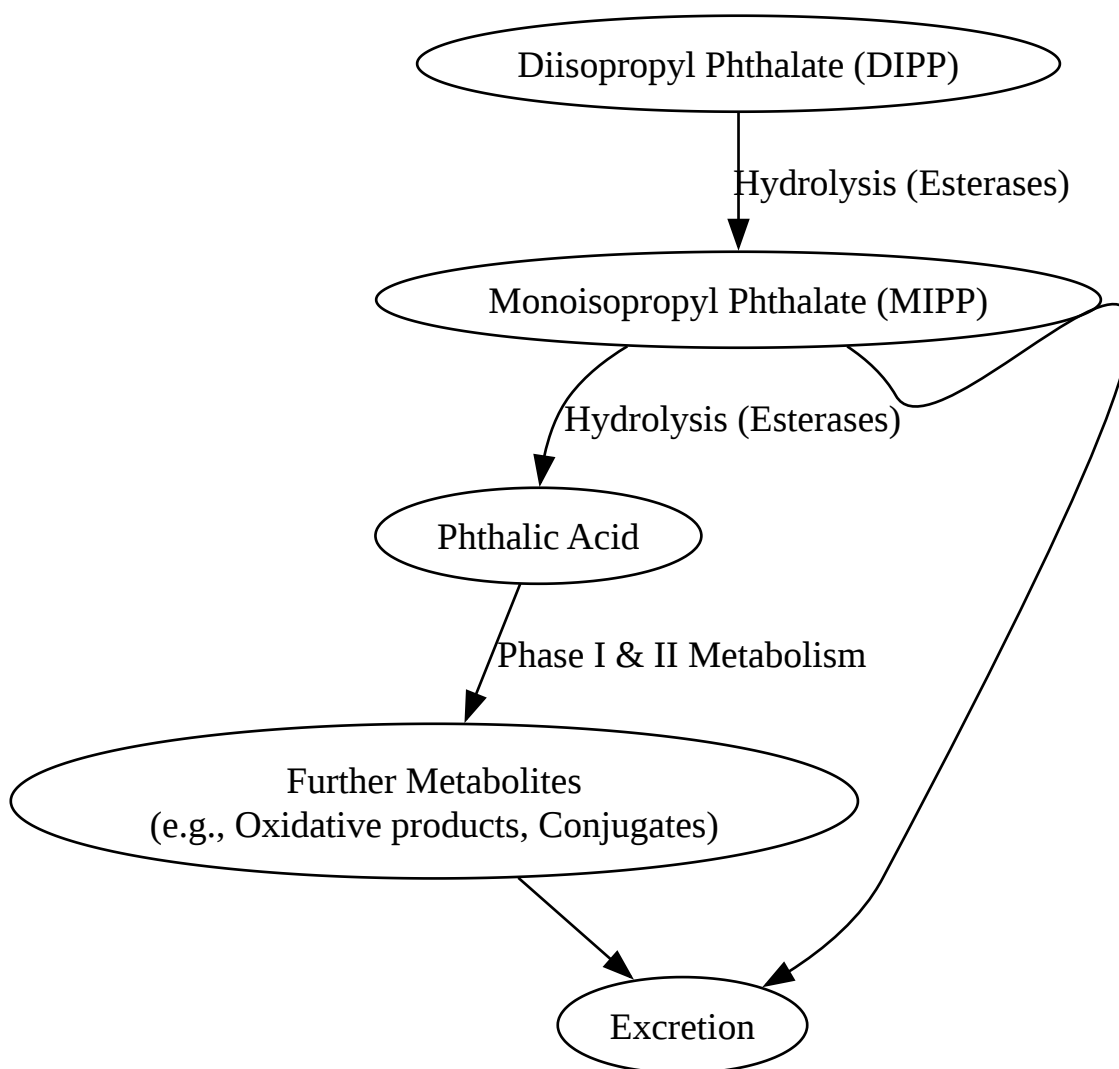 Diisopropyl Phthalate (DIPP)
Hydrolysis (Esterases)
Monoisopropyl Phthalate (MIPP)
Hydrolysis (Esterases)
Phthalic Acid
Phase I & II Metabolism
Further Metabolites
(e.g., Oxidative products, Conjugates)
Excretion